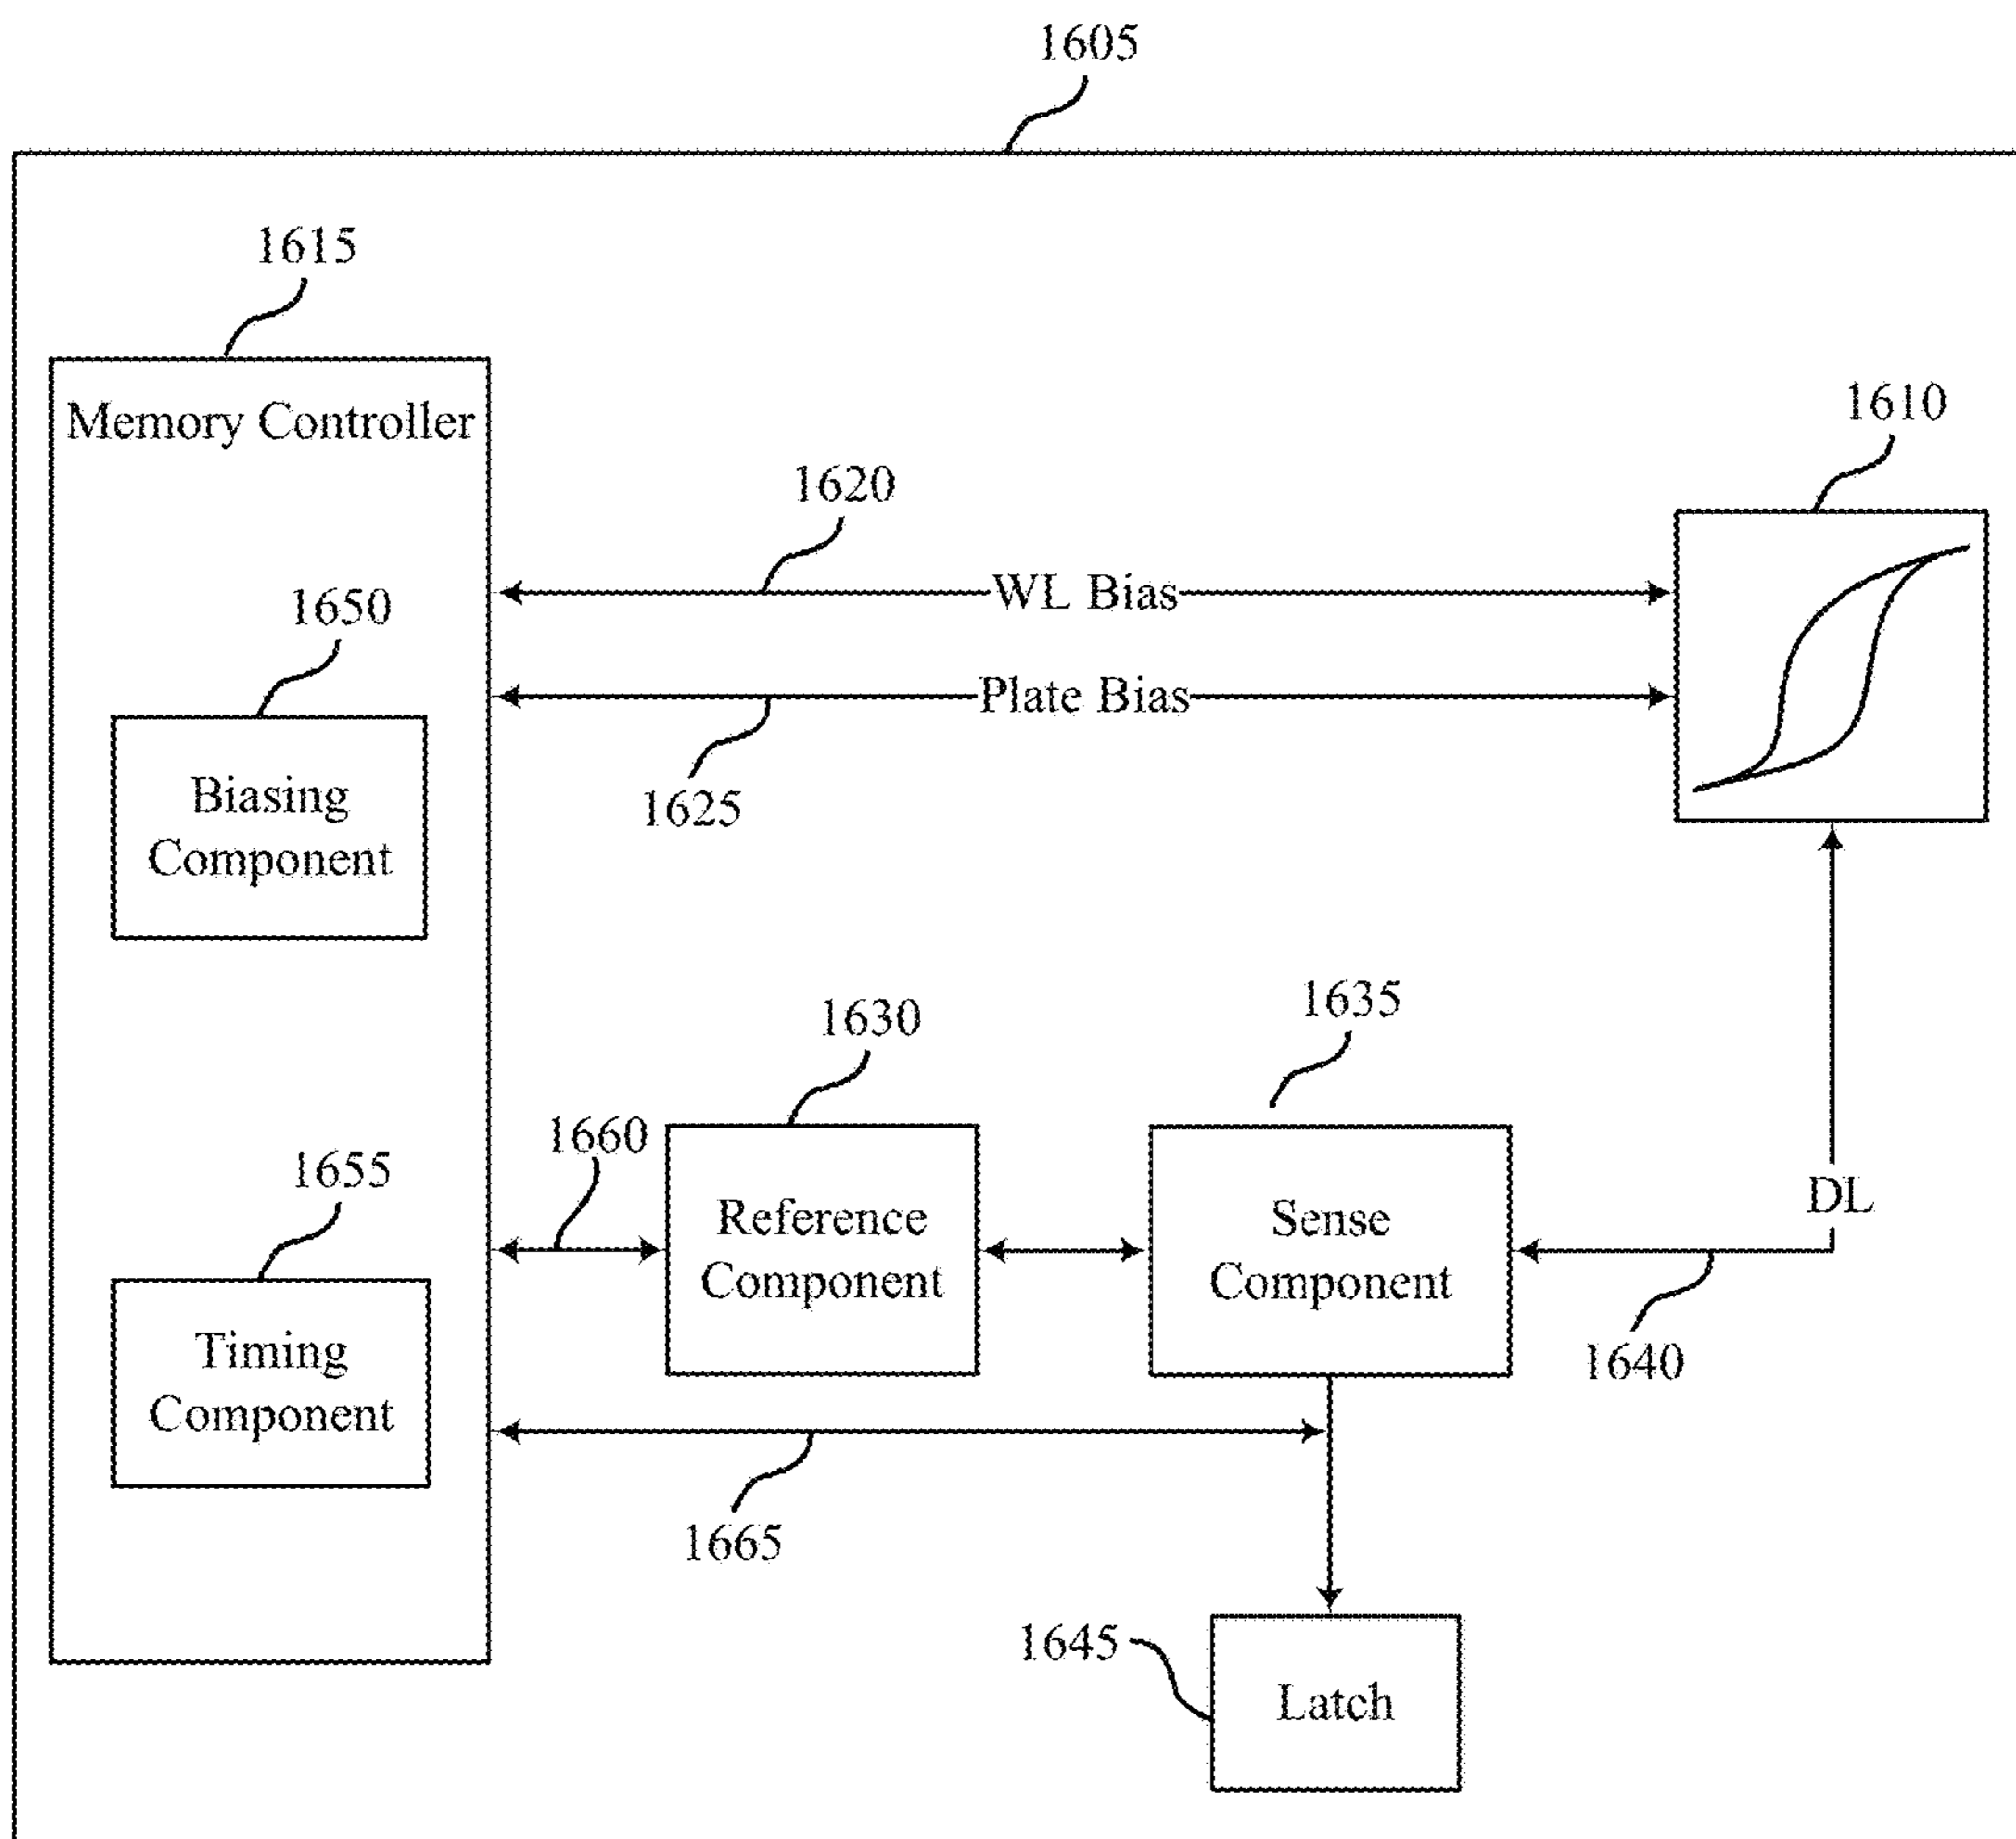 1605
1615
Memory Controller
1610
1620
WL Bias
1650
Plate Bias
1625
Biasing
Component
1630
1635
1660
1655
Reference
Component
Sense
Component
DL
1640
Timing
Component
1665
1645
Latch